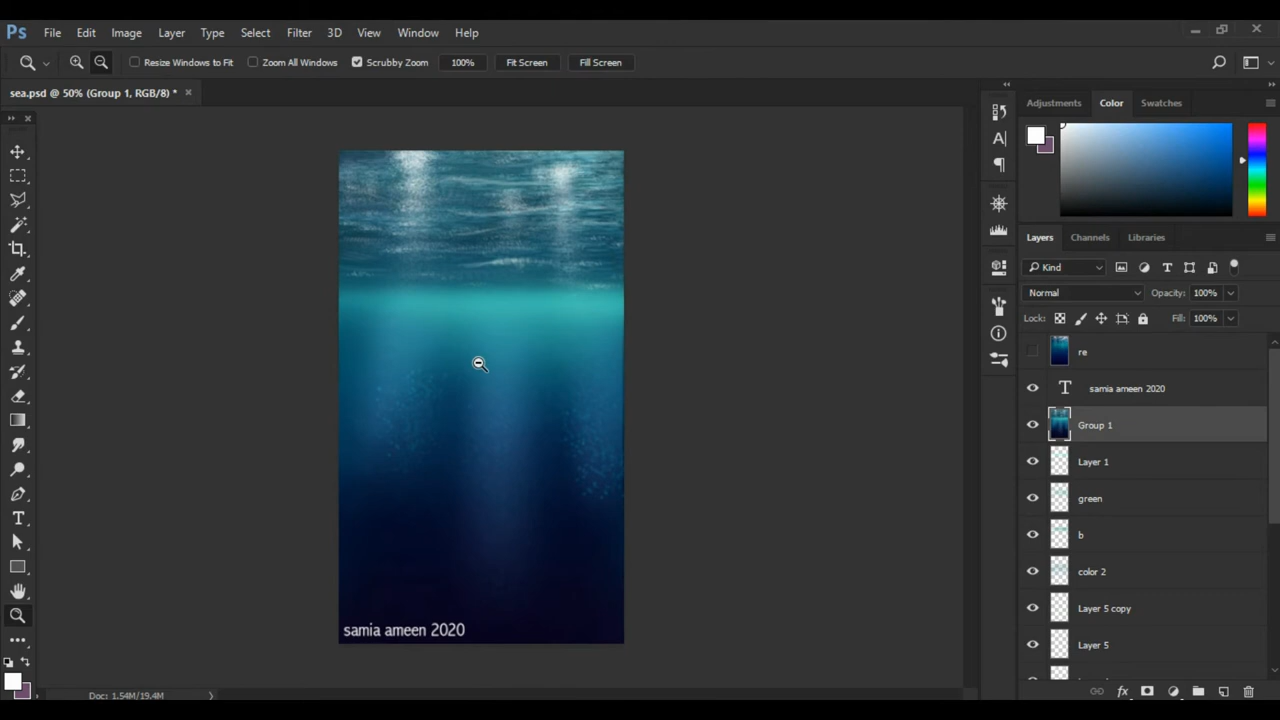 Ps File Edit Image Layer Type Select Filter 3D View Window Help
Resize Windows to Fit Zoom All Windows Scrubby Zoom 100% Fit Screen Fill Screen
sea.psd @ 50% (Group 1, RGB/8) *
Adjustments Color Swatches
Layers Channels Libraries
Kind
Normal Opacity: 100%
Lock: Fill: 100%
re
samia ameen 2020
Group 1
Layer 1
green
b
color 2
Layer 5 copy
Layer 5
samia ameen 2020
Doc: 1.54M/19.4M